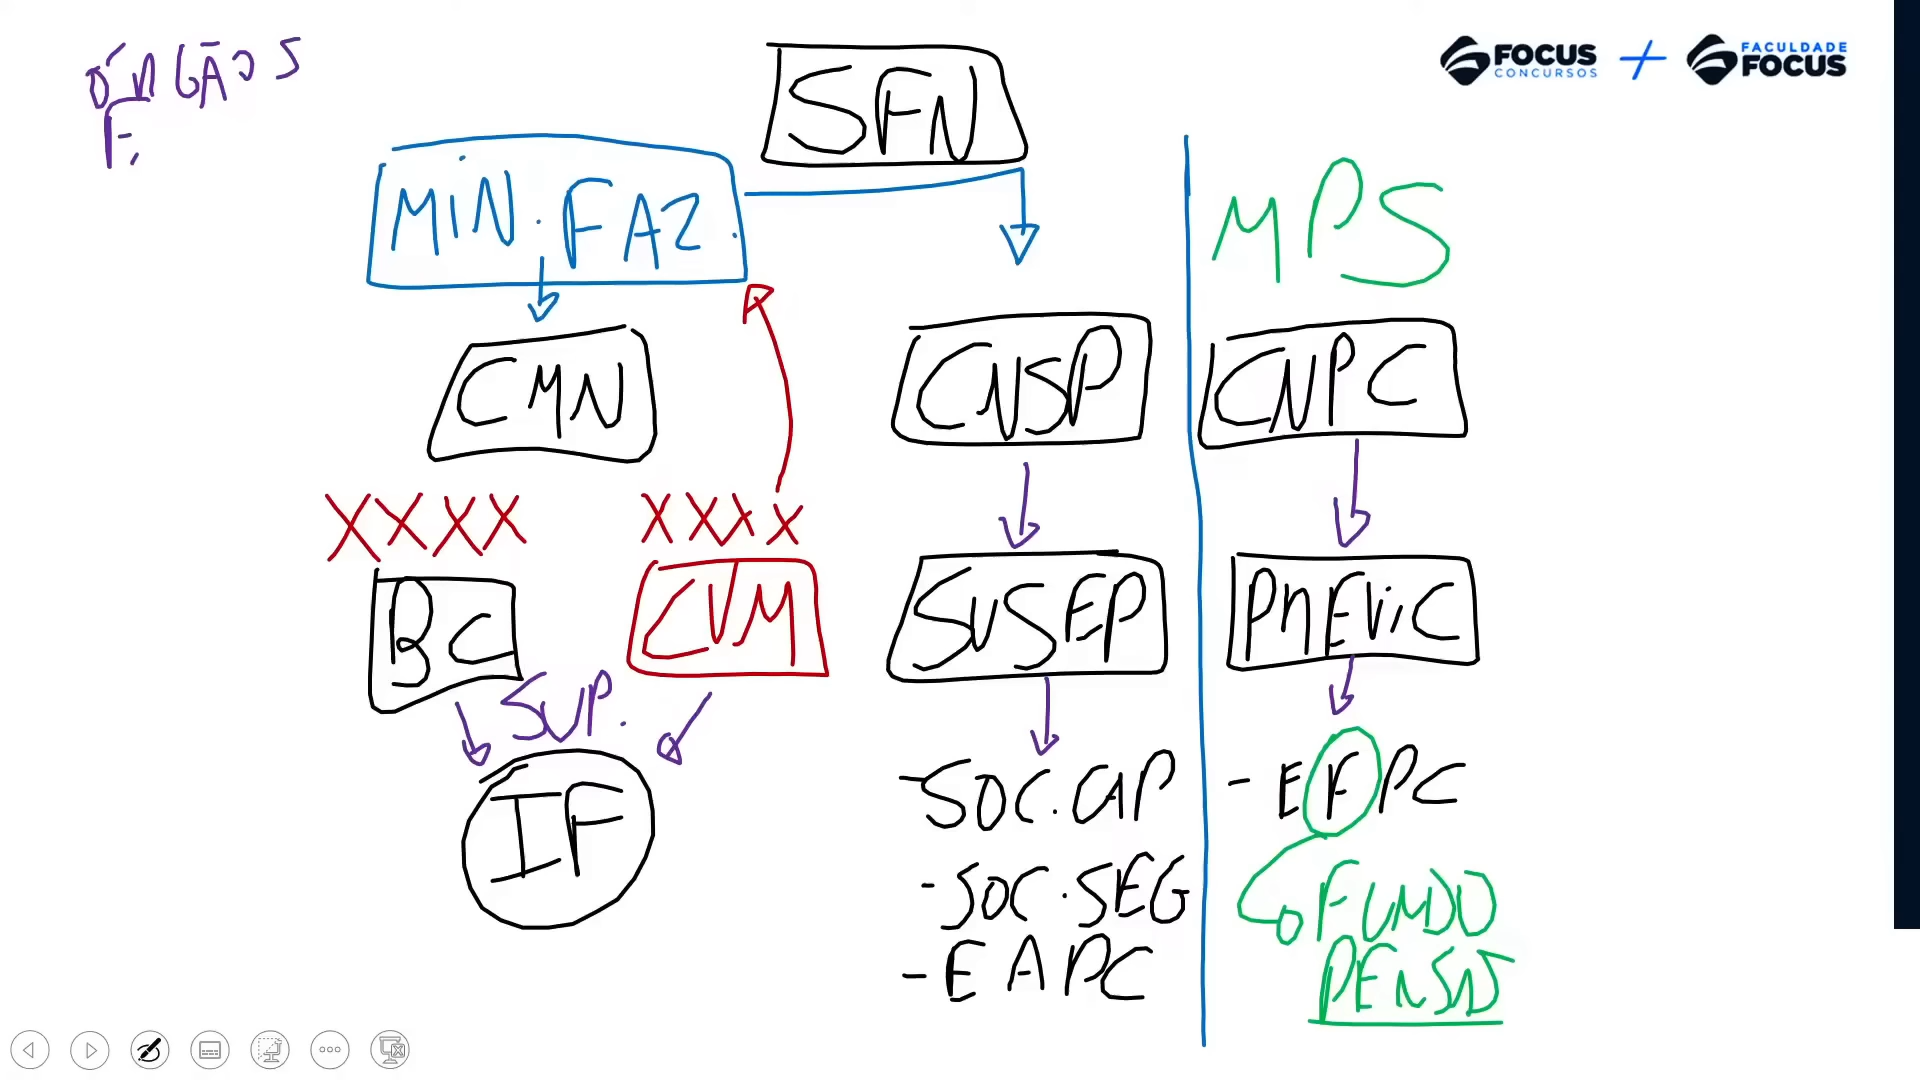 ÓRGÃOS
F
SFN
FOCUS
CONCURSOS
+
FACULDADE
FOCUS
MIN. FAZ.
MPS
CMN
CNSP
CNPC
XXXX
XXXX
BC
CVM
SUSEP
PREViC
SUP.
IF
- SOC. CAP
- EFPC
- SOC. SEG
FUNDO
- EAPC